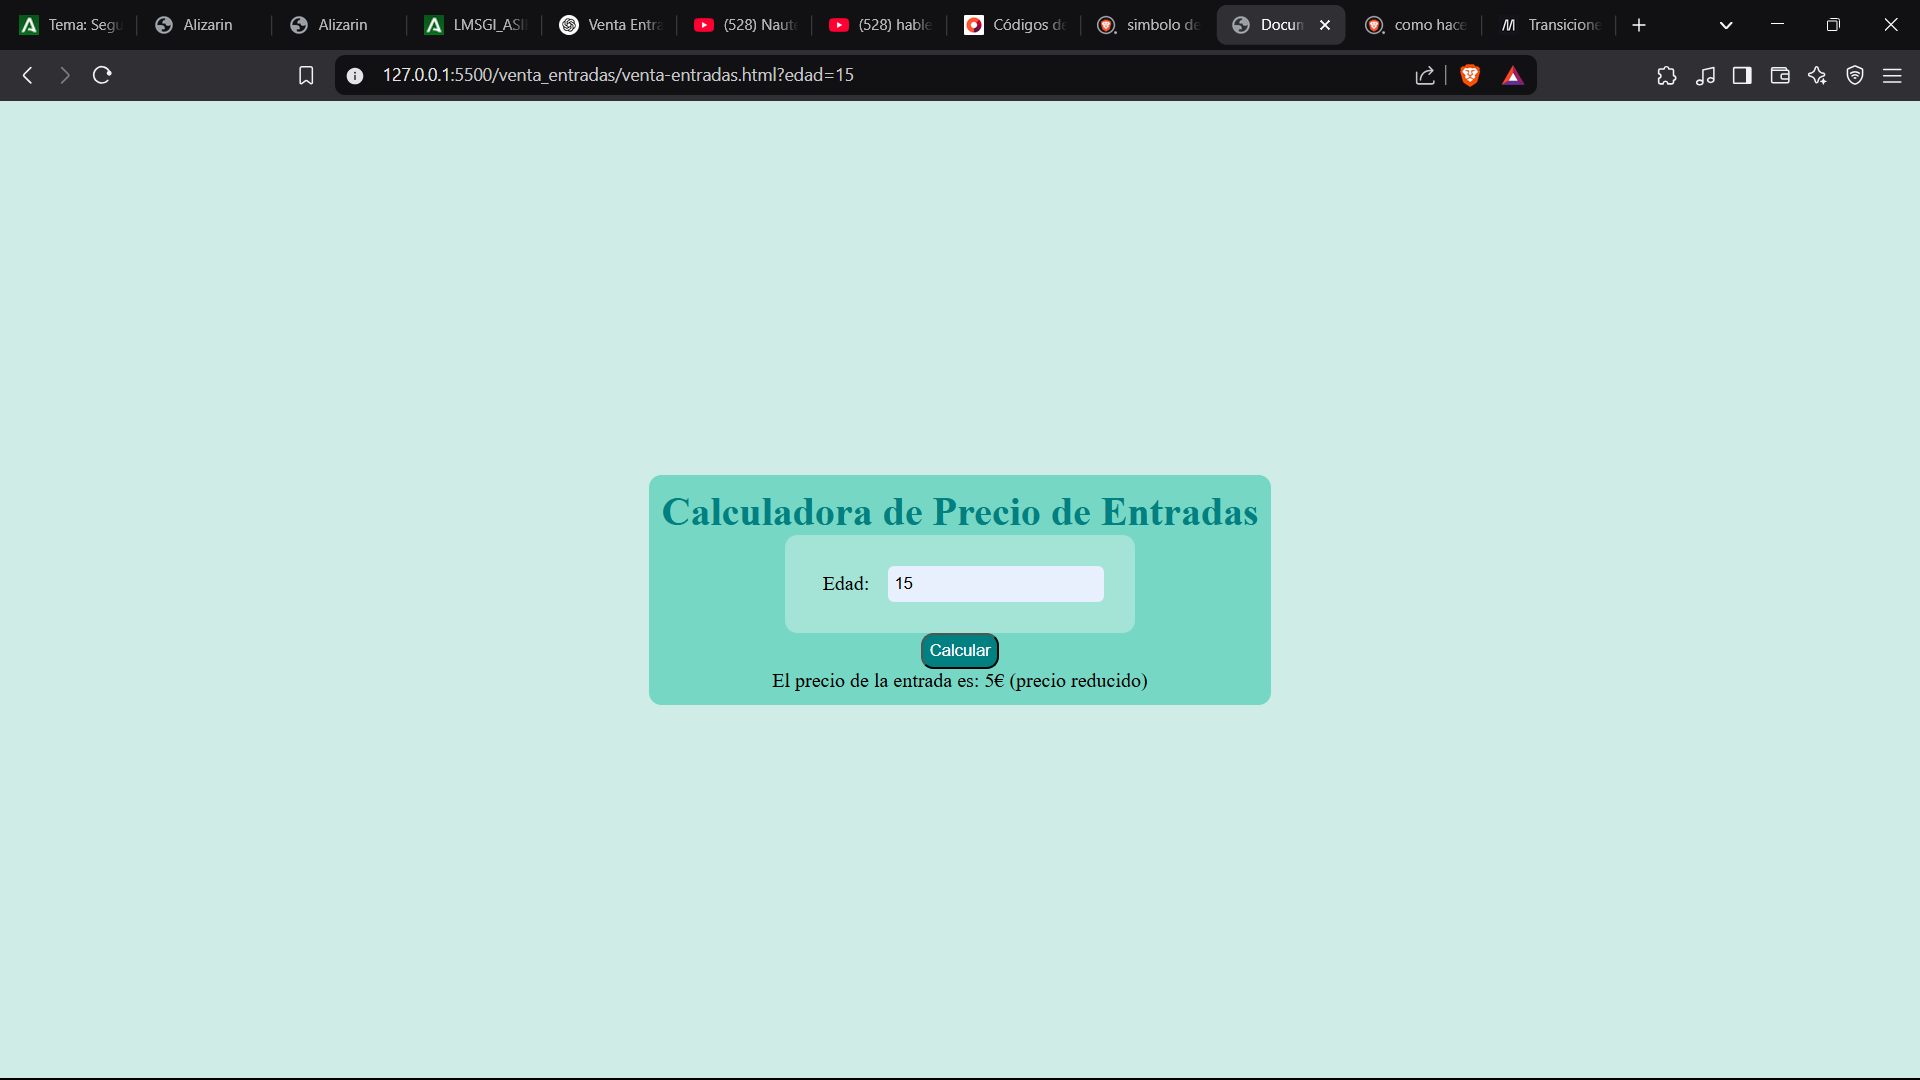 Tema: Segu
Alizarin
Alizarin
LMSGI_ASI
Venta Entra
(528) Naute
(528) hable
Códigos de
simbolo de
Docun
como hace
Transicione
127.0.0.1:5500/venta_entradas/venta-entradas.html?edad=15
Calculadora de Precio de Entradas
Edad: 15
Calcular
El precio de la entrada es: 5€ (precio reducido)